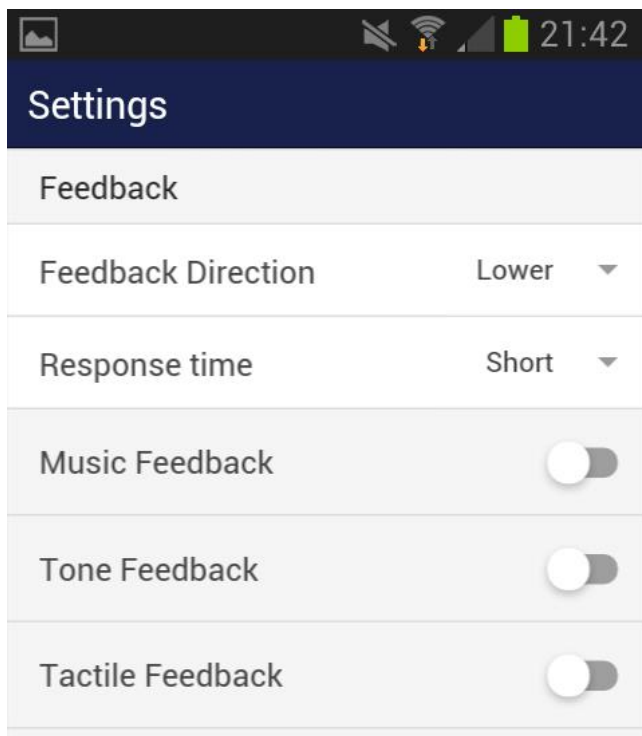 21:42
Settings
Feedback
Feedback Direction Lower
Response time Short
Music Feedback
Tone Feedback
Tactile Feedback